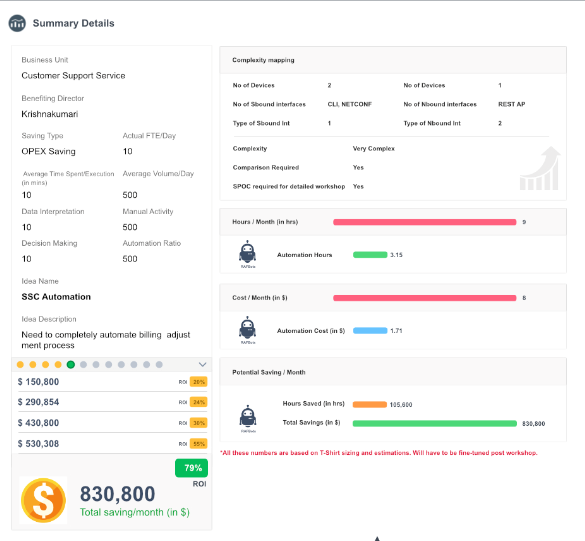 Summary Details
Business Unit
Customer Support Service
Benefiting Director
Krishnakumari
Saving Type Actual FTE/Day
OPEX Saving 10
Average Time Spent/Execution Average Volume/Day
(in mins)
10 500
Data Interpretation Manual Activity
10 500
Decision Making Automation Ratio
10 500
Idea Name
SSC Automation
Idea Description
Need to completely automate billing adjust
ment process
$ 150,800 ROI 20%
$ 290,854 ROI 24%
$ 430,800 ROI 30%
$ 530,308 ROI 55%
79%
ROI
830,800
Total saving/month (in $)
Complexity mapping
No of Devices 2 No of Devices 1
No of Sbound interfaces CLI, NETCONF No of Nbound interfaces REST AP
Type of Sbound Int 1 Type of Nbound Int 2
Complexity Very Complex
Comparison Required Yes
SPOC required for detailed workshop Yes
Hours / Month (in hrs) 9
Automation Hours 3.15
Cost / Month (in $) 8
Automation Cost (in $) 1.71
Potential Saving / Month
Hours Saved (in hrs) 105,600
Total Savings (in $) 830,800
*All these numbers are based on T-Shirt sizing and estimations. Will have to be fine-tuned post workshop.